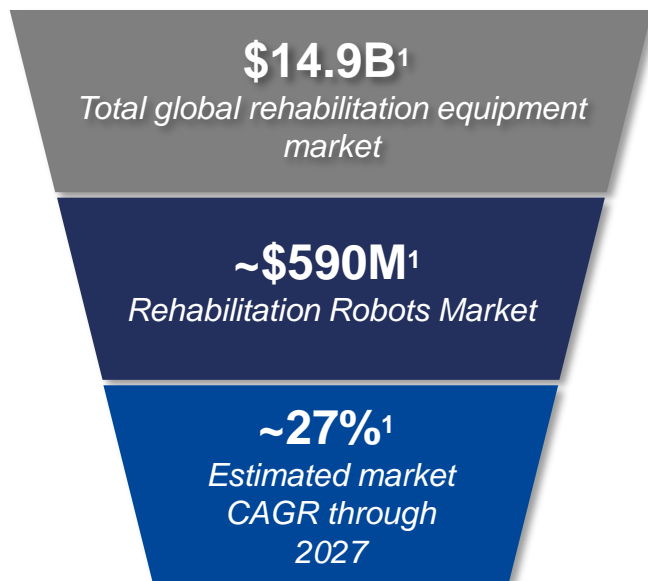 $14.9B¹
Total global rehabilitation equipment
market
~$590M¹
Rehabilitation Robots Market
~27%¹
Estimated market
CAGR through
2027